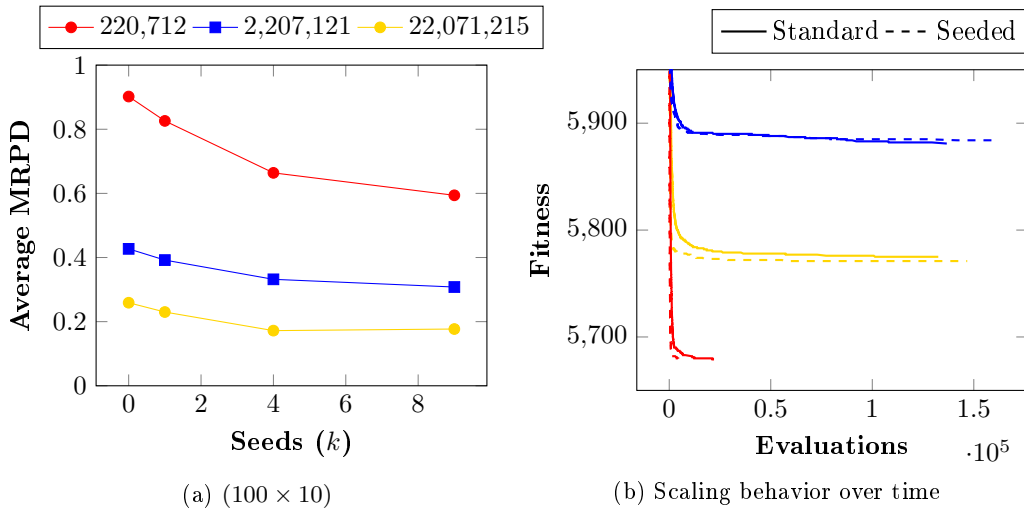 220,712 2,207,121 22,071,215
1
0.8
0.6
0.4
0.2
0
Average MRPD
0 2 4 6 8
Seeds (k)
(a) (100 × 10)
Standard Seeded
5,900
5,800
5,700
Fitness
0 0.5 1 1.5
·10⁵
Evaluations
(b) Scaling behavior over time